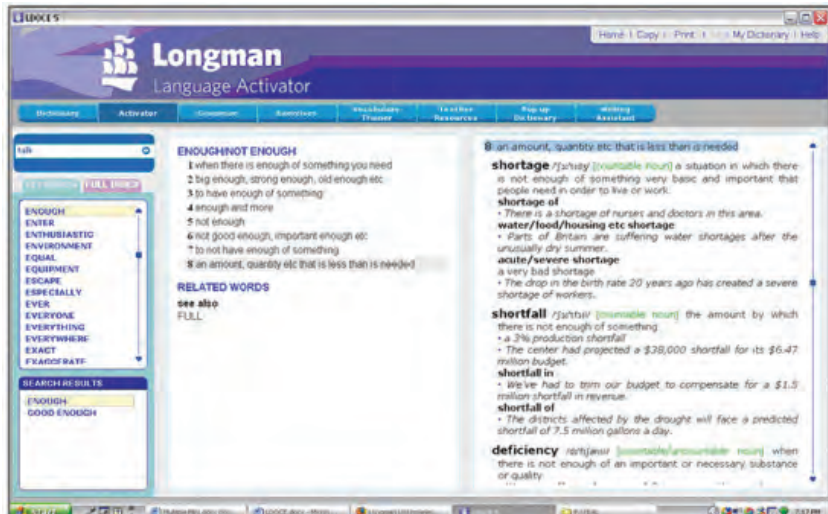 LDOCE 5
Home | Copy | Print | My Dictionary | Help
Longman
Language Activator
Dictionary
Activator
Grammar
Exercises
Vocabulary Trainer
Teacher Resources
Pop-up Dictionary
Writing Assistant
talk
FULL INDEX
ENOUGH
ENTER
ENTHUSIASTIC
ENVIRONMENT
EQUAL
EQUIPMENT
ESCAPE
ESPECIALLY
EVER
EVERYONE
EVERYTHING
EVERYWHERE
EXACT
EXAGGERATE
SEARCH RESULTS
ENOUGH
GOOD ENOUGH
ENOUGH/NOT ENOUGH
1 when there is enough of something you need
2 big enough, strong enough, old enough etc
3 to have enough of something
4 enough and more
5 not enough
6 not good enough, important enough etc
7 to not have enough of something
8 an amount, quantity etc that is less than is needed
RELATED WORDS
see also
FULL
8 an amount, quantity etc that is less than is needed
shortage [countable noun] a situation in which there
is not enough of something very basic and important that
people need in order to live or work.
shortage of
• There is a shortage of nurses and doctors in this area.
water/food/housing etc shortage
• Parts of Britain are suffering water shortages after the
unusually dry summer.
acute/severe shortage
a very bad shortage
• The drop in the birth rate 20 years ago has created a severe
shortage of workers.
shortfall [countable noun] the amount by which
there is not enough of something
• a 3% production shortfall
• The center had projected a $38,000 shortfall for its $6.47
million budget.
shortfall in
• We've had to trim our budget to compensate for a $1.5
million shortfall in revenue.
shortfall of
• The districts affected by the drought will face a predicted
shortfall of 7.5 million gallons a day.
deficiency [countable/uncountable noun] when
there is not enough of an important or necessary substance
or quality